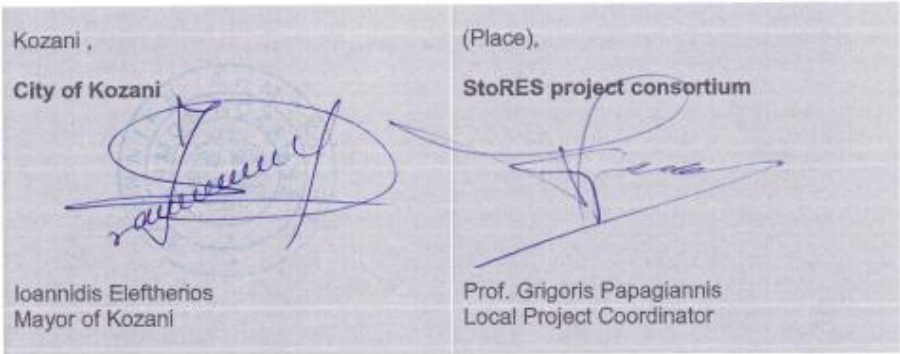 Kozani ,
City of Kozani
Ioannidis Eleftherios
Mayor of Kozani
(Place),
StoRES project consortium
Prof. Grigoris Papagiannis
Local Project Coordinator